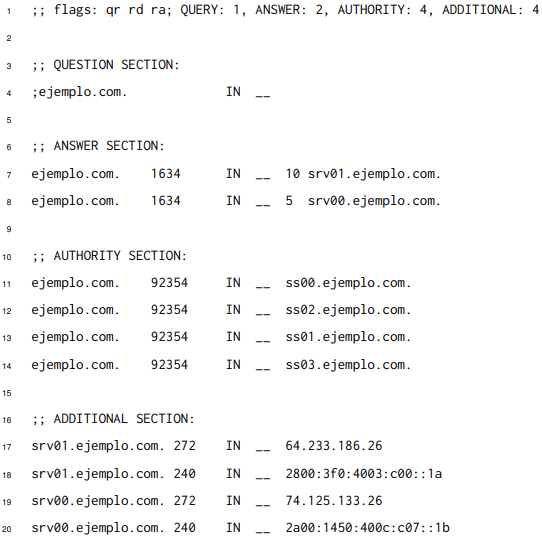 1 ;; flags: qr rd ra; QUERY: 1, ANSWER: 2, AUTHORITY: 4, ADDITIONAL: 4
2
3 ;; QUESTION SECTION:
4 ;ejemplo.com. IN __
5
6 ;; ANSWER SECTION:
7 ejemplo.com. 1634 IN __ 10 srv01.ejemplo.com.
8 ejemplo.com. 1634 IN __ 5 srv00.ejemplo.com.
9
10 ;; AUTHORITY SECTION:
11 ejemplo.com. 92354 IN __ ss00.ejemplo.com.
12 ejemplo.com. 92354 IN __ ss02.ejemplo.com.
13 ejemplo.com. 92354 IN __ ss01.ejemplo.com.
14 ejemplo.com. 92354 IN __ ss03.ejemplo.com.
15
16 ;; ADDITIONAL SECTION:
17 srv01.ejemplo.com. 272 IN __ 64.233.186.26
18 srv01.ejemplo.com. 240 IN __ 2800:3f0:4003:c00::1a
19 srv00.ejemplo.com. 272 IN __ 74.125.133.26
20 srv00.ejemplo.com. 240 IN __ 2a00:1450:400c:c07::1b